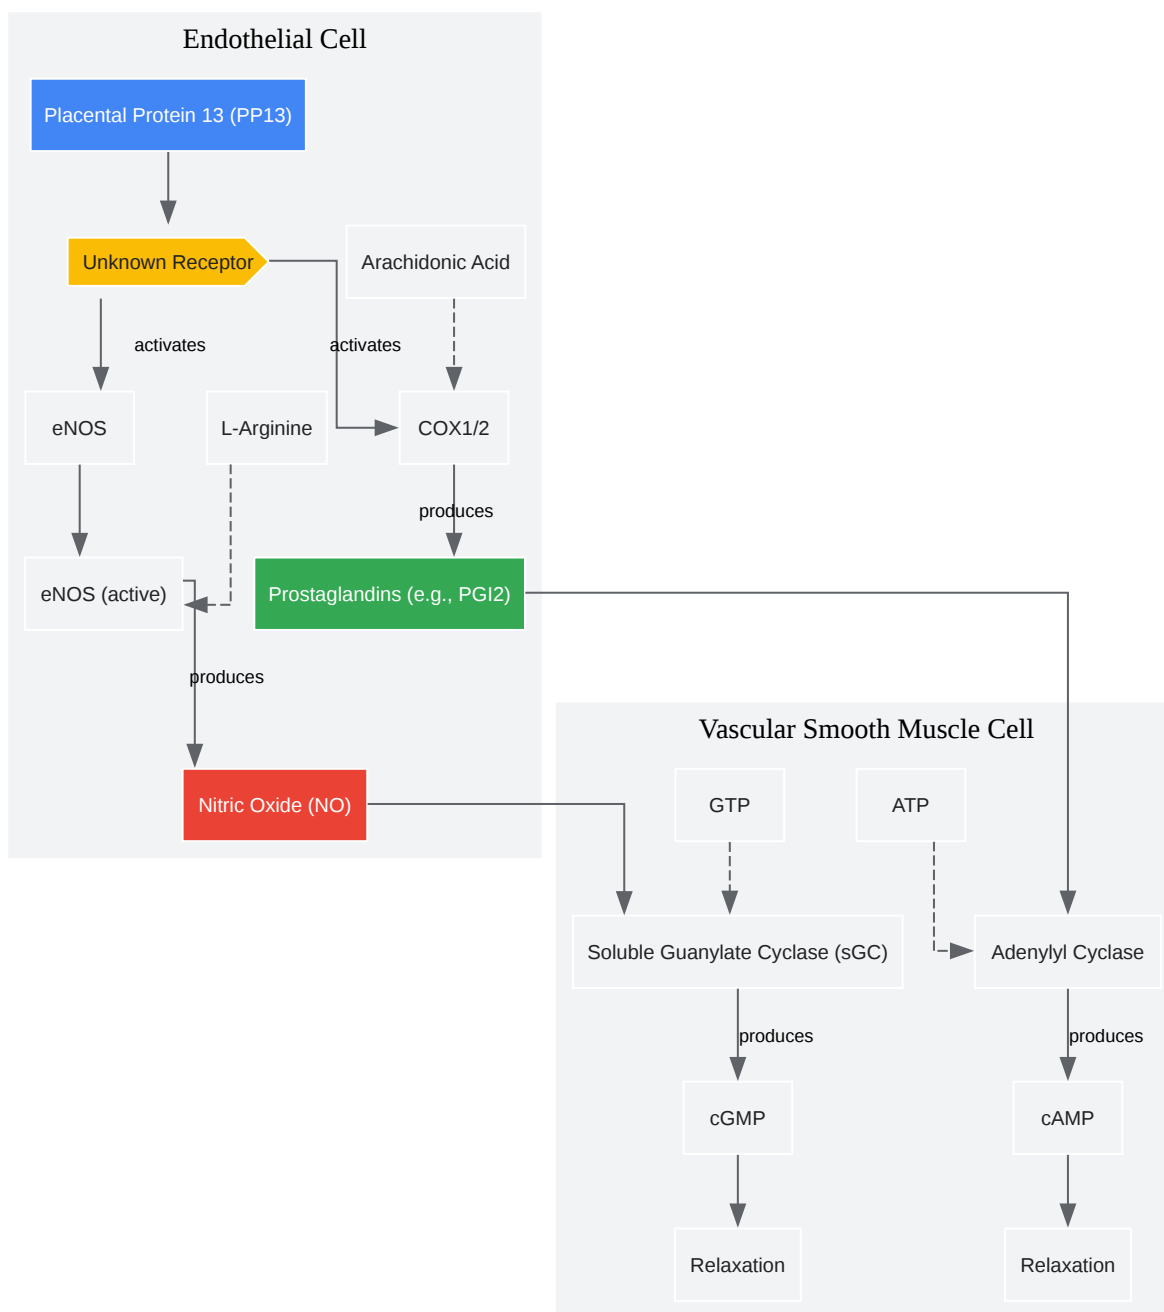 Endothelial Cell
Placental Protein 13 (PP13)
Unknown Receptor
Arachidonic Acid
activates
activates
eNOS
L-Arginine
COX1/2
produces
eNOS (active)
Prostaglandins (e.g., PGI2)
produces
Nitric Oxide (NO)
Vascular Smooth Muscle Cell
GTP
ATP
Soluble Guanylate Cyclase (sGC)
Adenylyl Cyclase
produces
produces
cGMP
cAMP
Relaxation
Relaxation